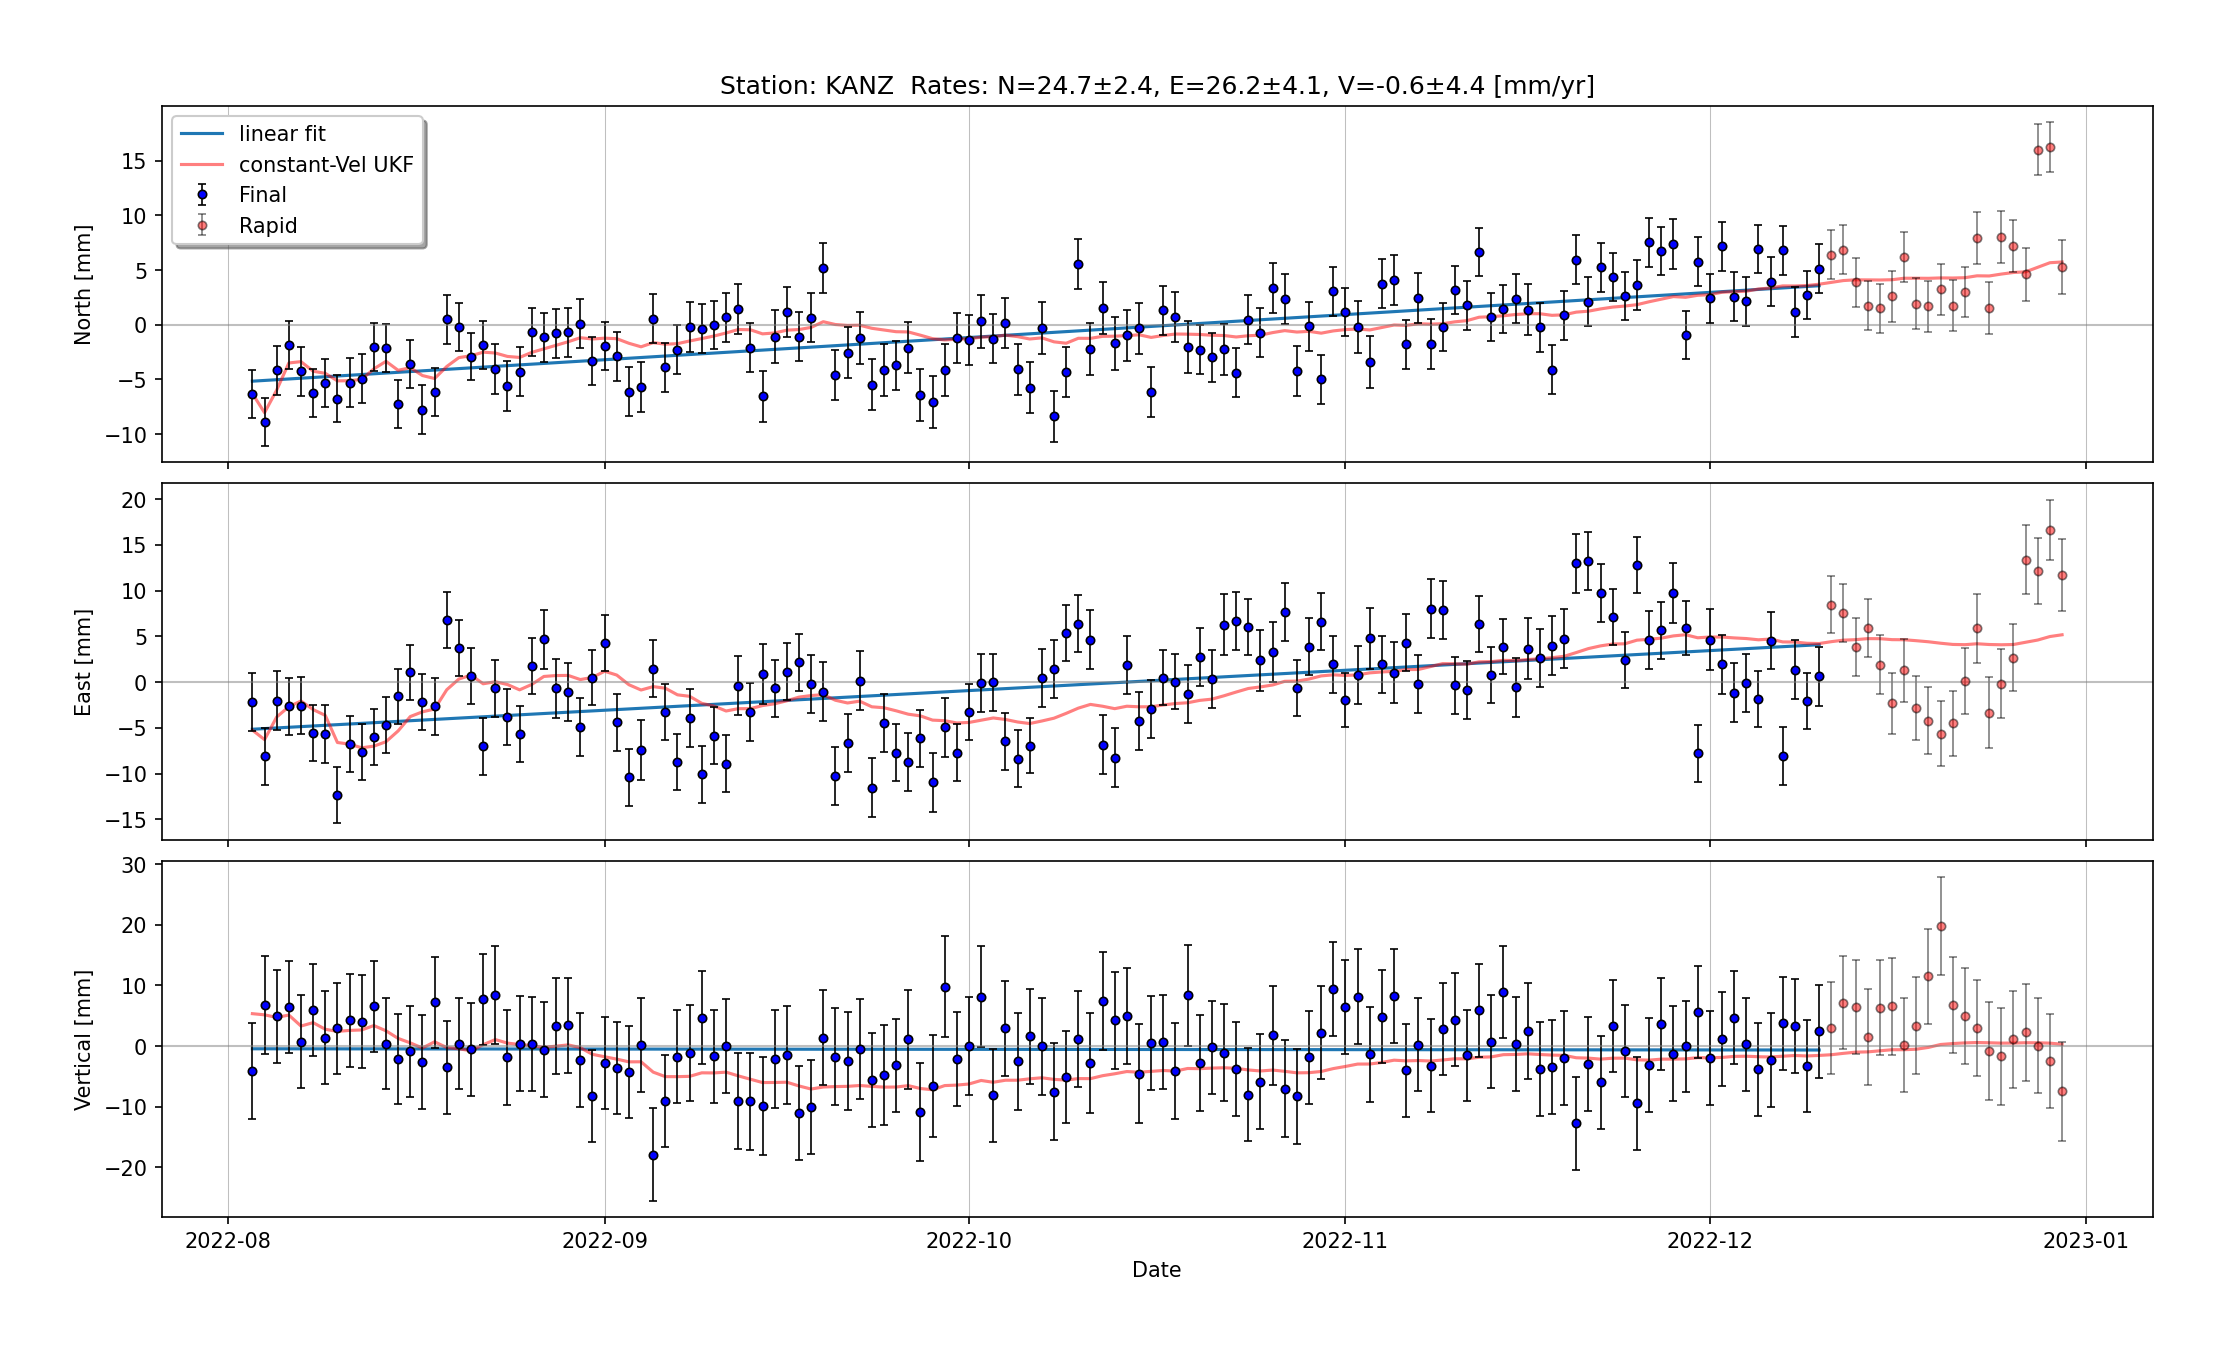 Station: KANZ  Rates: N=24.7±2.4, E=26.2±4.1, V=-0.6±4.4 [mm/yr]
linear fit
constant-Vel UKF
Final
Rapid
North [mm]
15
10
5
0
−5
−10
East [mm]
20
15
10
5
0
−5
−10
−15
Vertical [mm]
30
20
10
0
−10
−20
2022-08 2022-09 2022-10 2022-11 2022-12 2023-01
Date